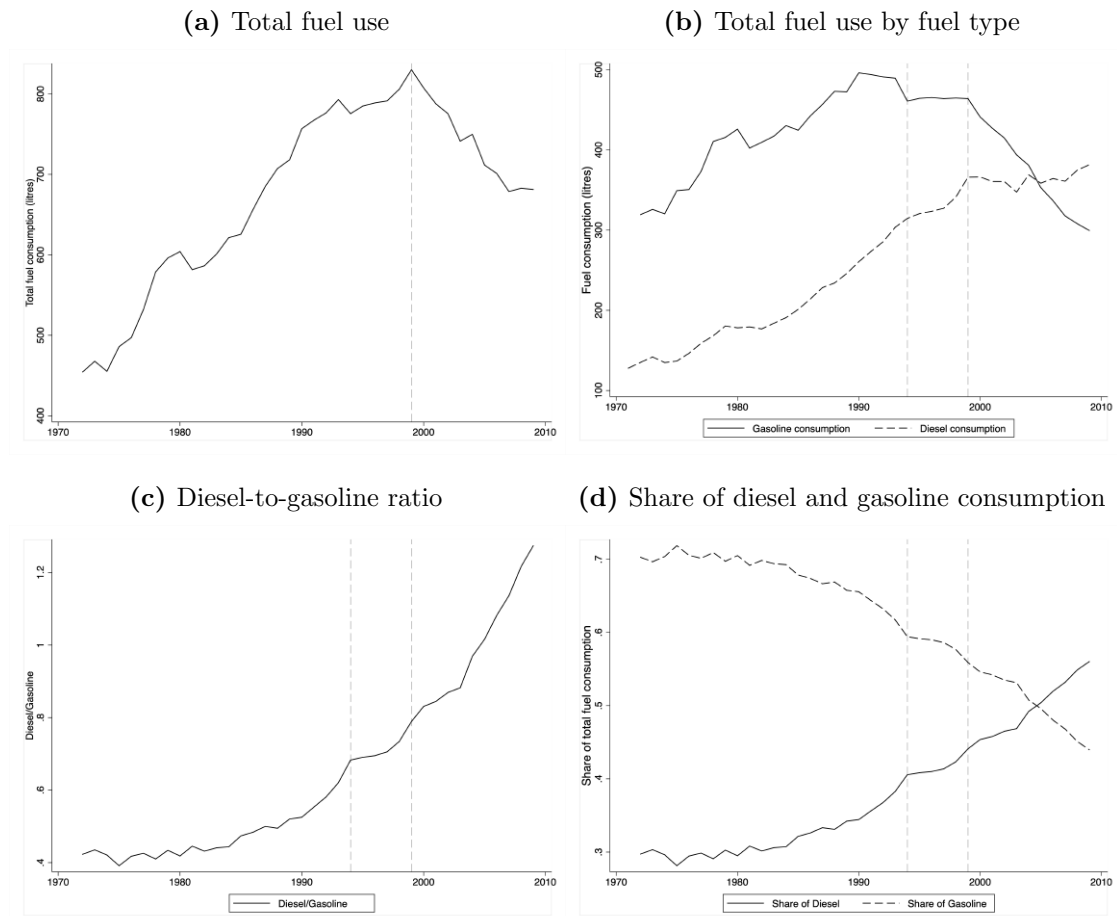 (a) Total fuel use
Total fuel consumption (litres)
800
700
600
500
400
1970 1980 1990 2000 2010
(b) Total fuel use by fuel type
Fuel consumption (litres)
500
400
300
200
100
1970 1980 1990 2000 2010
Gasoline consumption Diesel consumption
(c) Diesel-to-gasoline ratio
Diesel/Gasoline
1.2
1
.8
.6
.4
1970 1980 1990 2000 2010
Diesel/Gasoline
(d) Share of diesel and gasoline consumption
Share of total fuel consumption
.7
.6
.5
.4
.3
1970 1980 1990 2000 2010
Share of Diesel Share of Gasoline